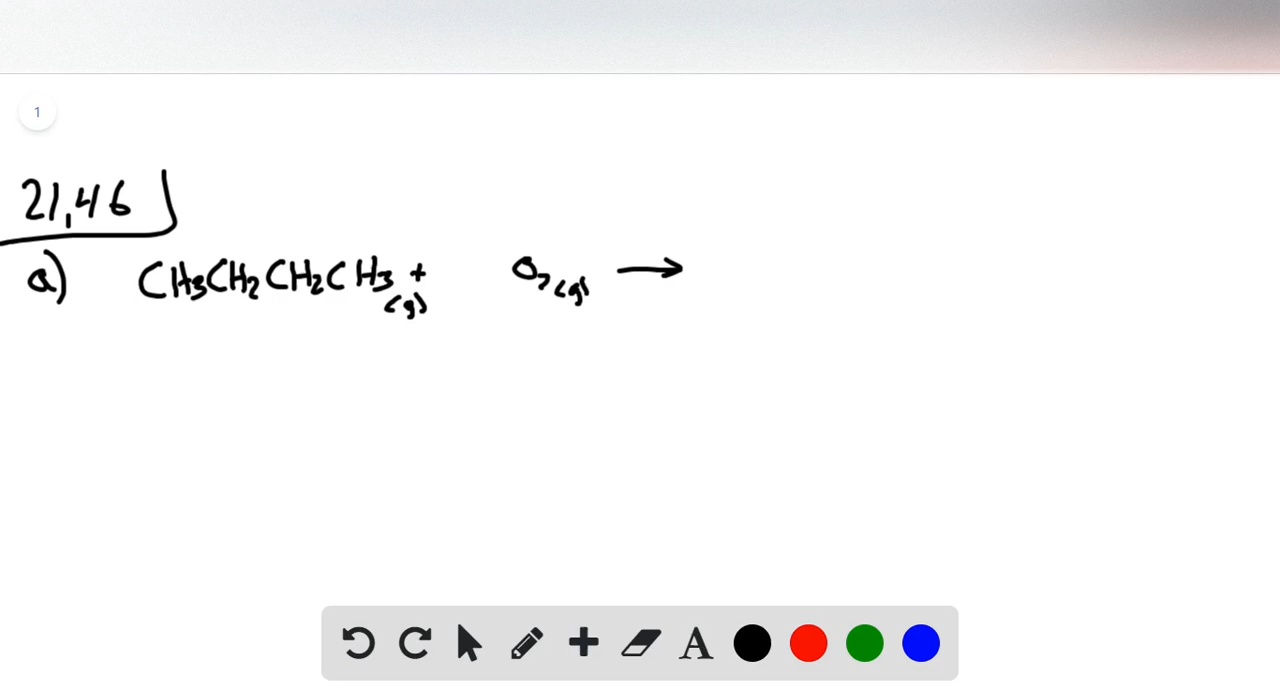 1
21,46
a) CH3CH2CH2CH3(g) + O2(g) →
A